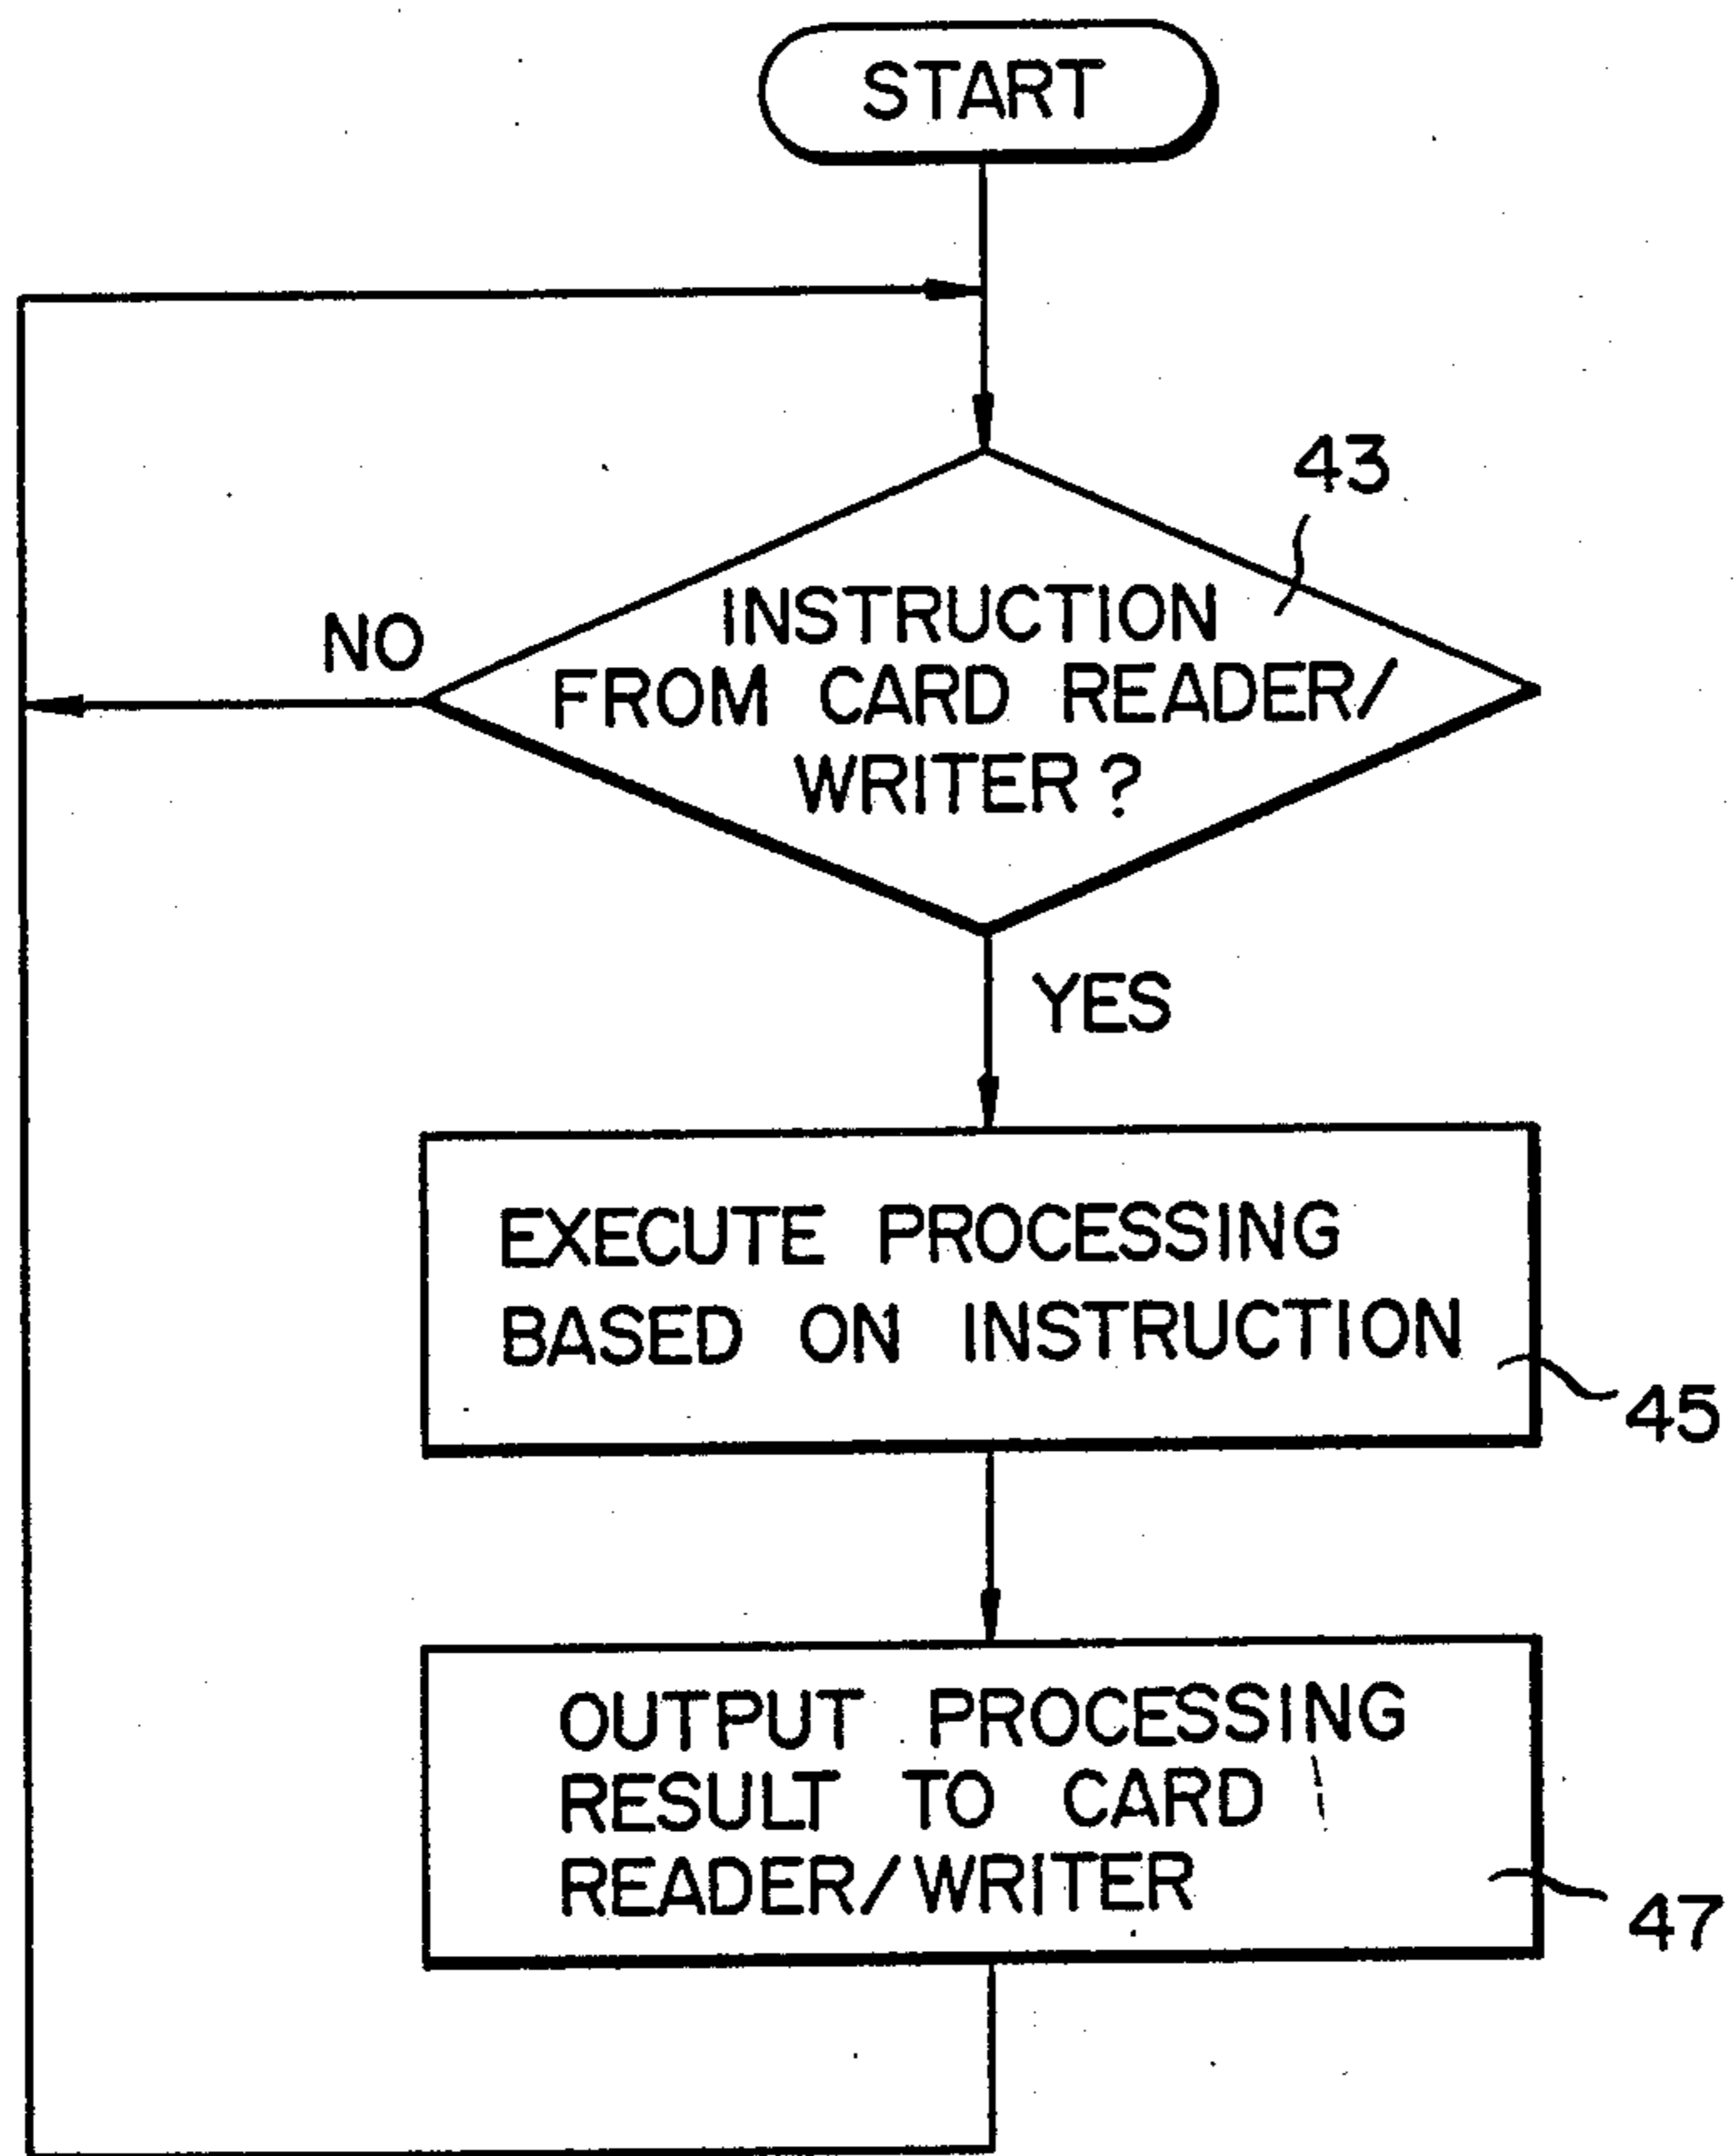 START
43
INSTRUCTION
FROM CARD READER/
WRITER?
NO
YES
EXECUTE PROCESSING
BASED ON INSTRUCTION
45
OUTPUT PROCESSING
RESULT TO CARD
READER/WRITER
47